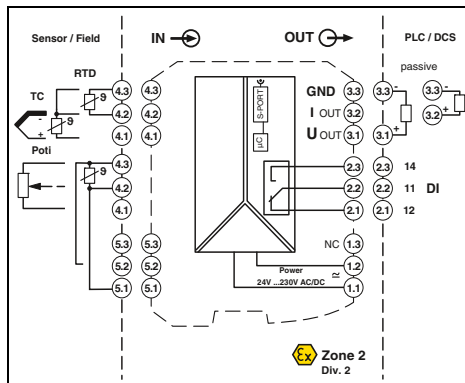 Sensor / Field
IN
OUT
PLC / DCS
RTD
TC
-
+
ϑ
ϑ
4.3
4.2
4.1
4.3
4.2
4.1
Poti
ϑ
4.3
4.2
4.1
5.3
5.2
5.1
5.3
5.2
5.1
S-PORT
µC
GND
I OUT
U OUT
3.3
3.2
3.1
3.3
-
+
3.1
passive
3.3
-
3.2
+
2.3
2.2
2.1
2.3
2.2
2.1
14
11
12
DI
NC
1.3
1.2
1.1
Power
24V ...230V AC/DC
≃
Ex
Zone 2
Div. 2